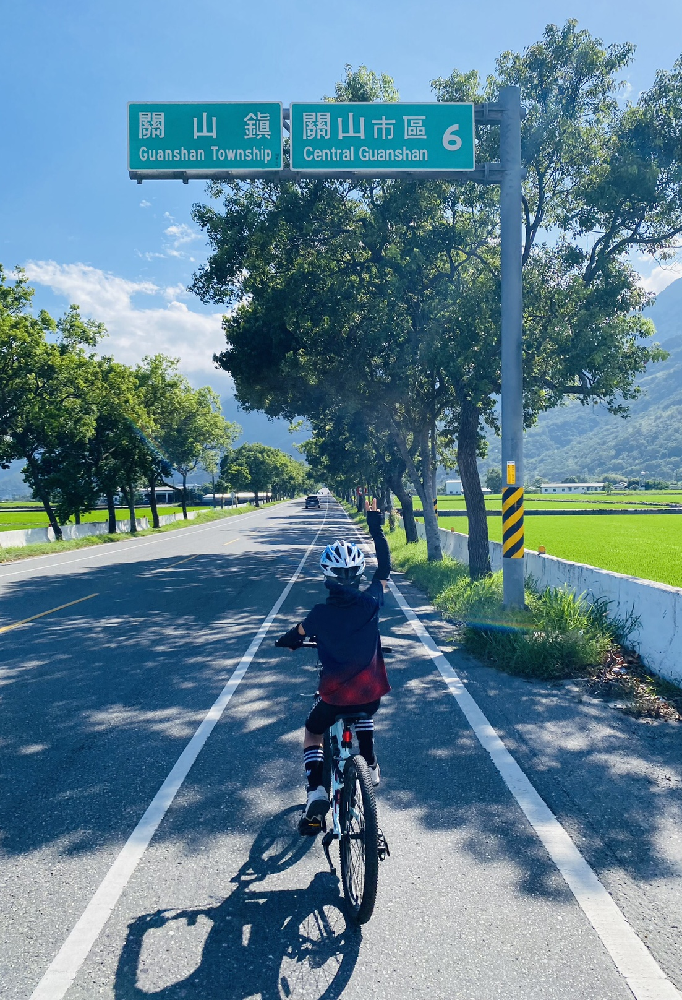 關山鎮
Guanshan Township
關山市區 6
Central Guanshan